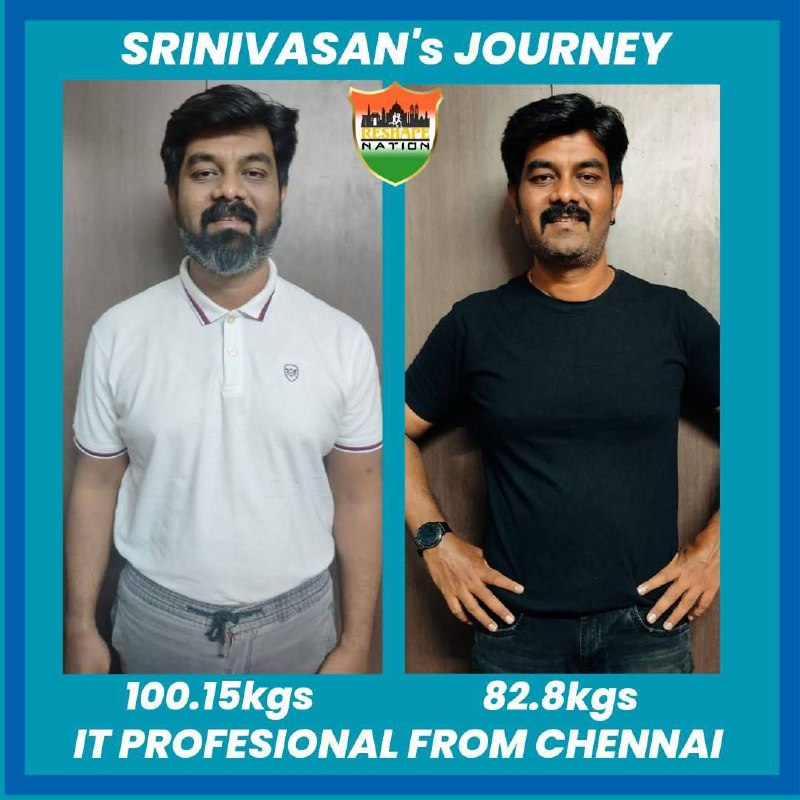 SRINIVASAN's JOURNEY
RESHAPE
NATION
100.15kgs
82.8kgs
IT PROFESIONAL FROM CHENNAI